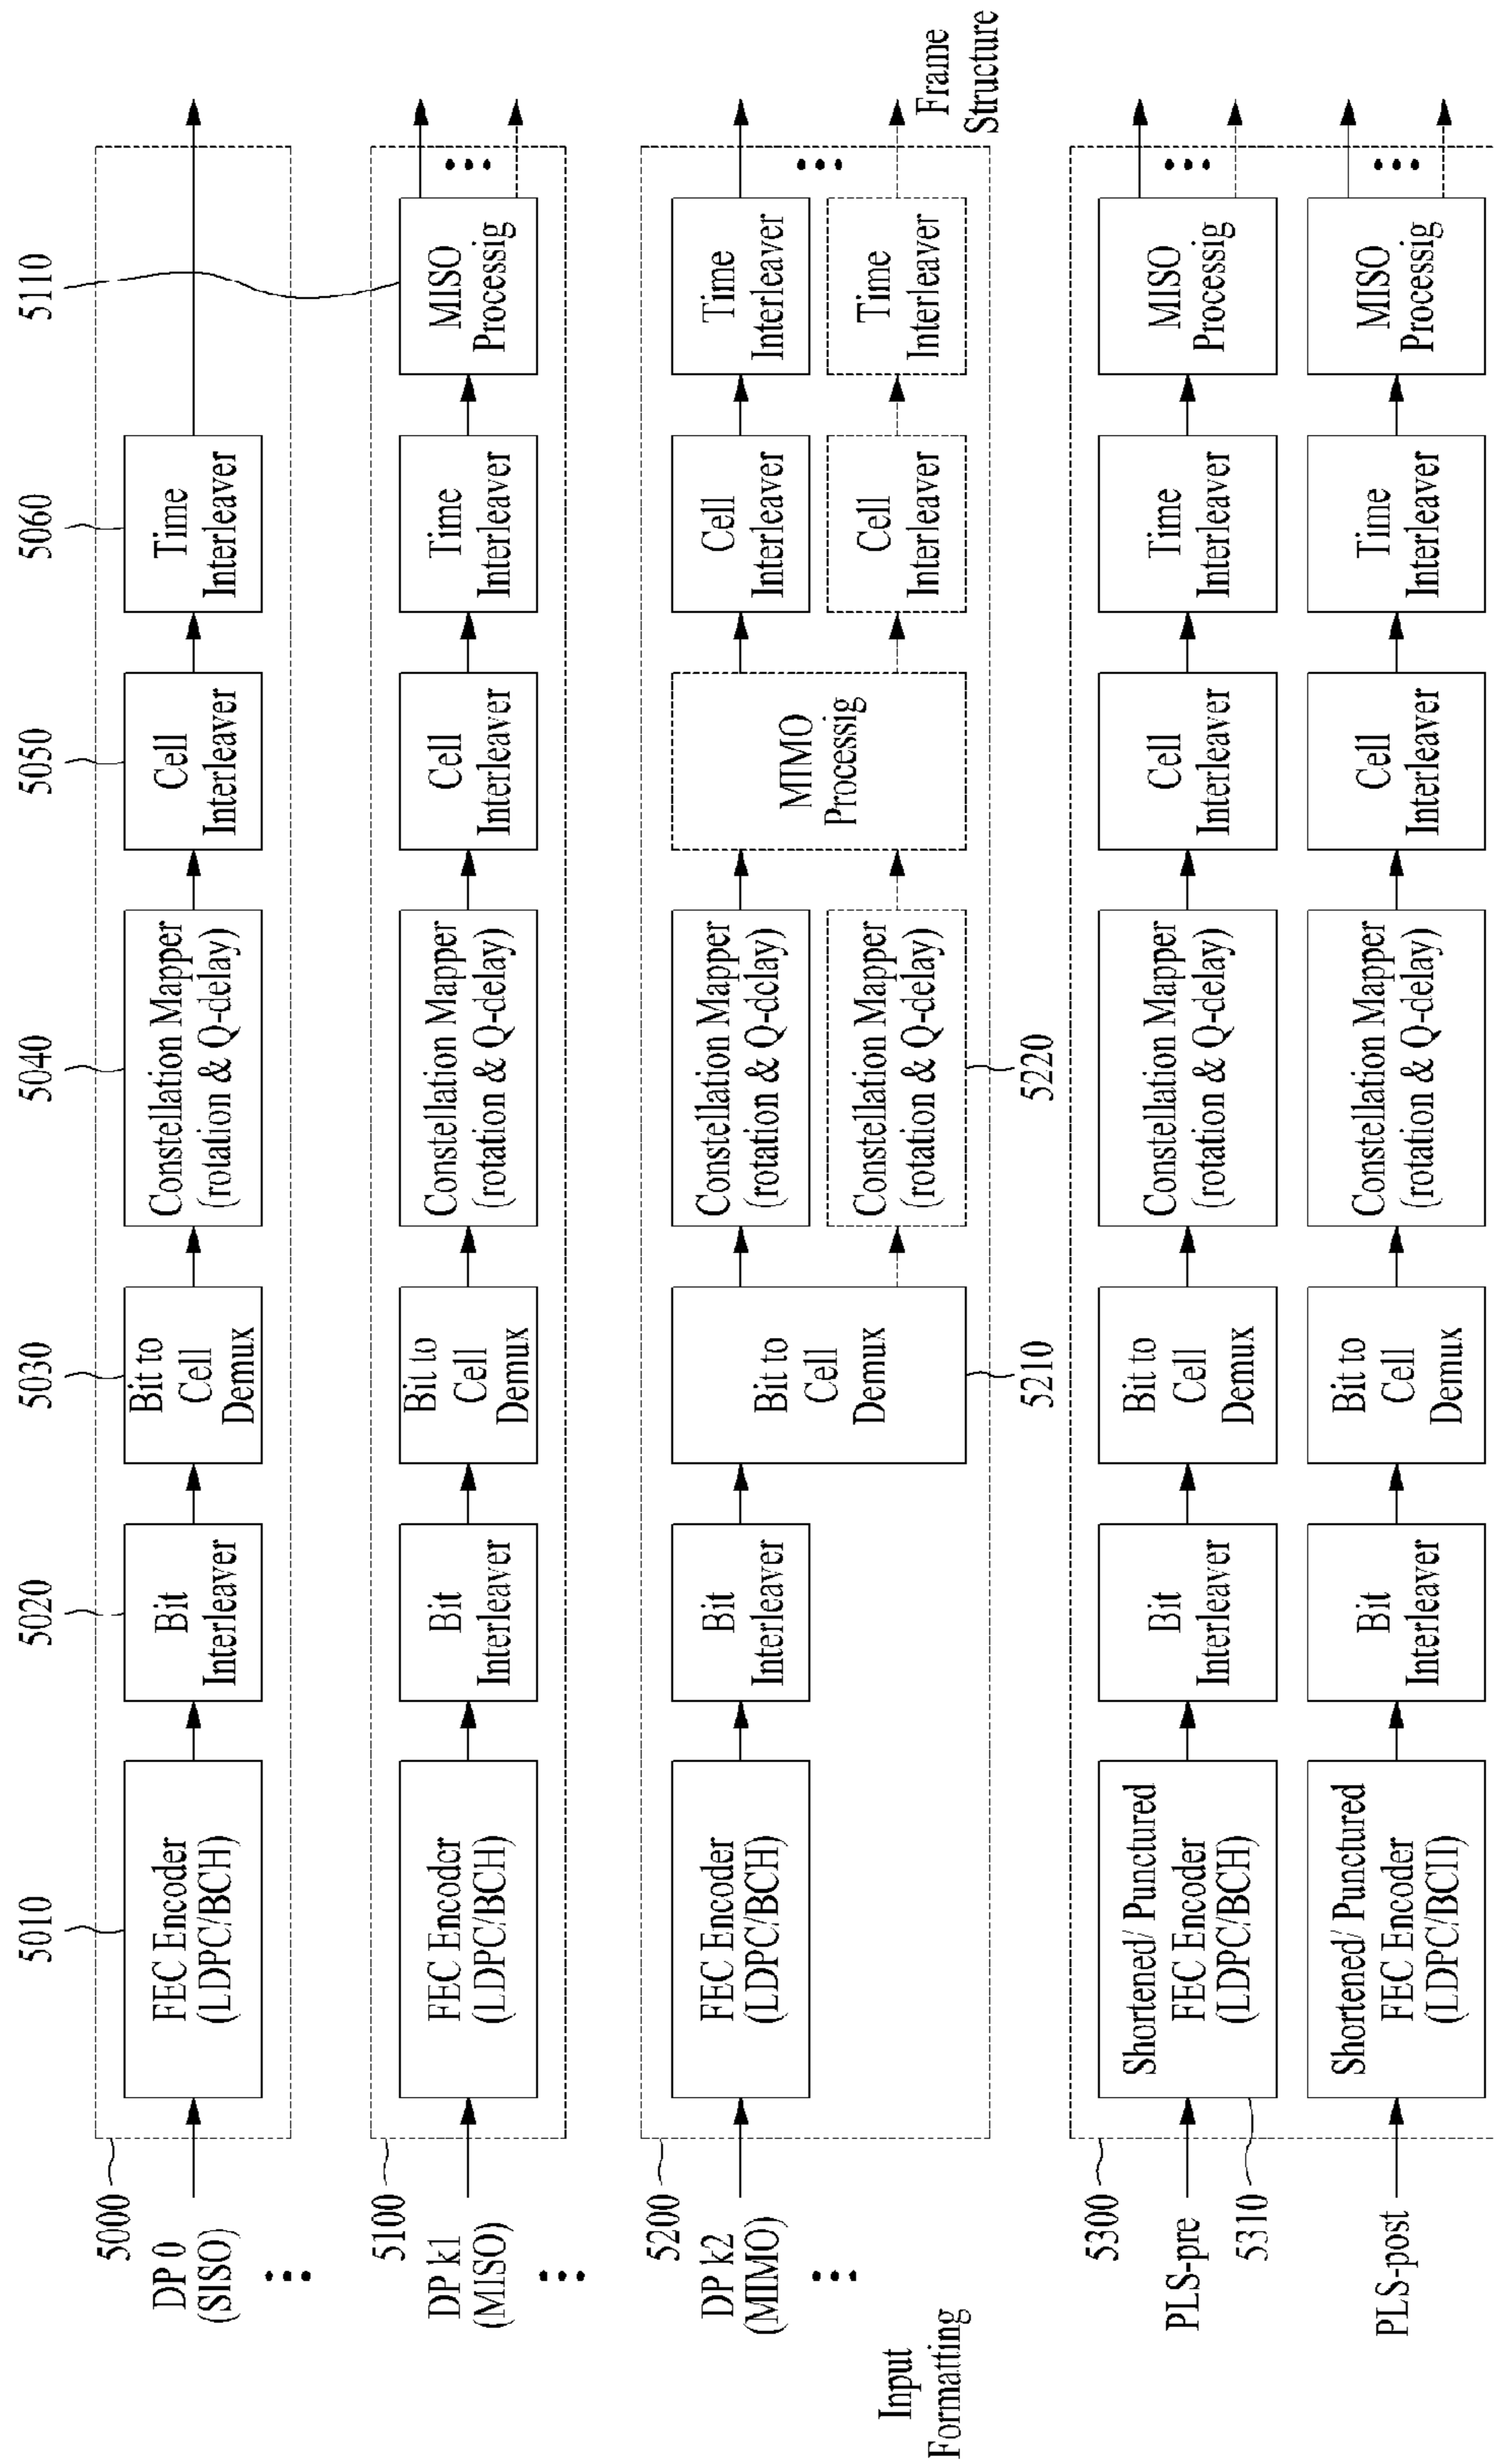 5010
5020
5030
5040
5050
5060
5110
5000
DP 0
(SISO)
FEC Encoder
(LDPC/BCH)
Bit
Interleaver
Bit to
Cell
Demux
Constellation Mapper
(rotation & Q-delay)
Cell
Interleaver
Time
Interleaver
5100
DP k1
(MISO)
FEC Encoder
(LDPC/BCH)
Bit
Interleaver
Bit to
Cell
Demux
Constellation Mapper
(rotation & Q-delay)
Cell
Interleaver
Time
Interleaver
MISO
Processig
5200
DP k2
(MIMO)
FEC Encoder
(LDPC/BCH)
Bit
Interleaver
Bit to
Cell
Demux
Constellation Mapper
(rotation & Q-delay)
Constellation Mapper
(rotation & Q-delay)
MIMO
Processig
Cell
Interleaver
Cell
Interleaver
Time
Interleaver
Time
Interleaver
Input
Formatting
Frame
Structure
5210
5220
5300
PLS-pre
5310
Shortened/ Punctured
FEC Encoder
(LDPC/BCH)
Bit
Interleaver
Bit to
Cell
Demux
Constellation Mapper
(rotation & Q-delay)
Cell
Interleaver
Time
Interleaver
MISO
Processig
PLS-post
Shortened/ Punctured
FEC Encoder
(LDPC/BCH)
Bit
Interleaver
Bit to
Cell
Demux
Constellation Mapper
(rotation & Q-delay)
Cell
Interleaver
Time
Interleaver
MISO
Processig